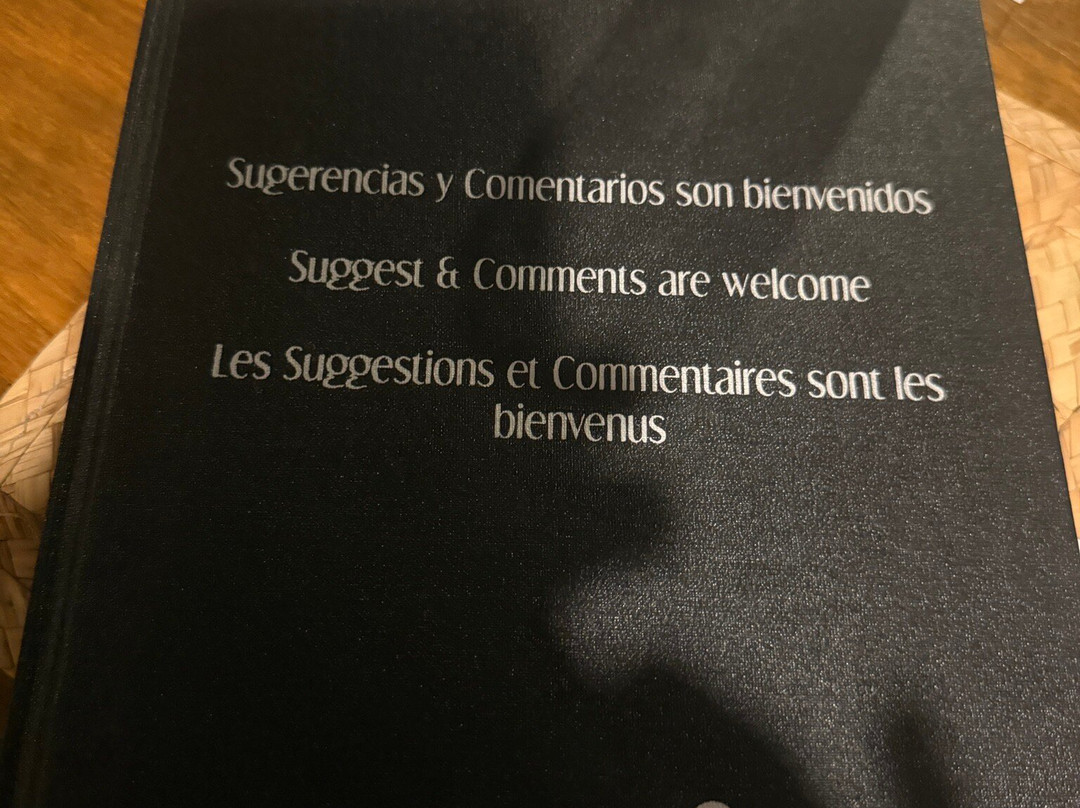 Sugerencias y Comentarios son bienvenidos
Suggest & Comments are welcome
Les Suggestions et Commentaires sont les
bienvenus